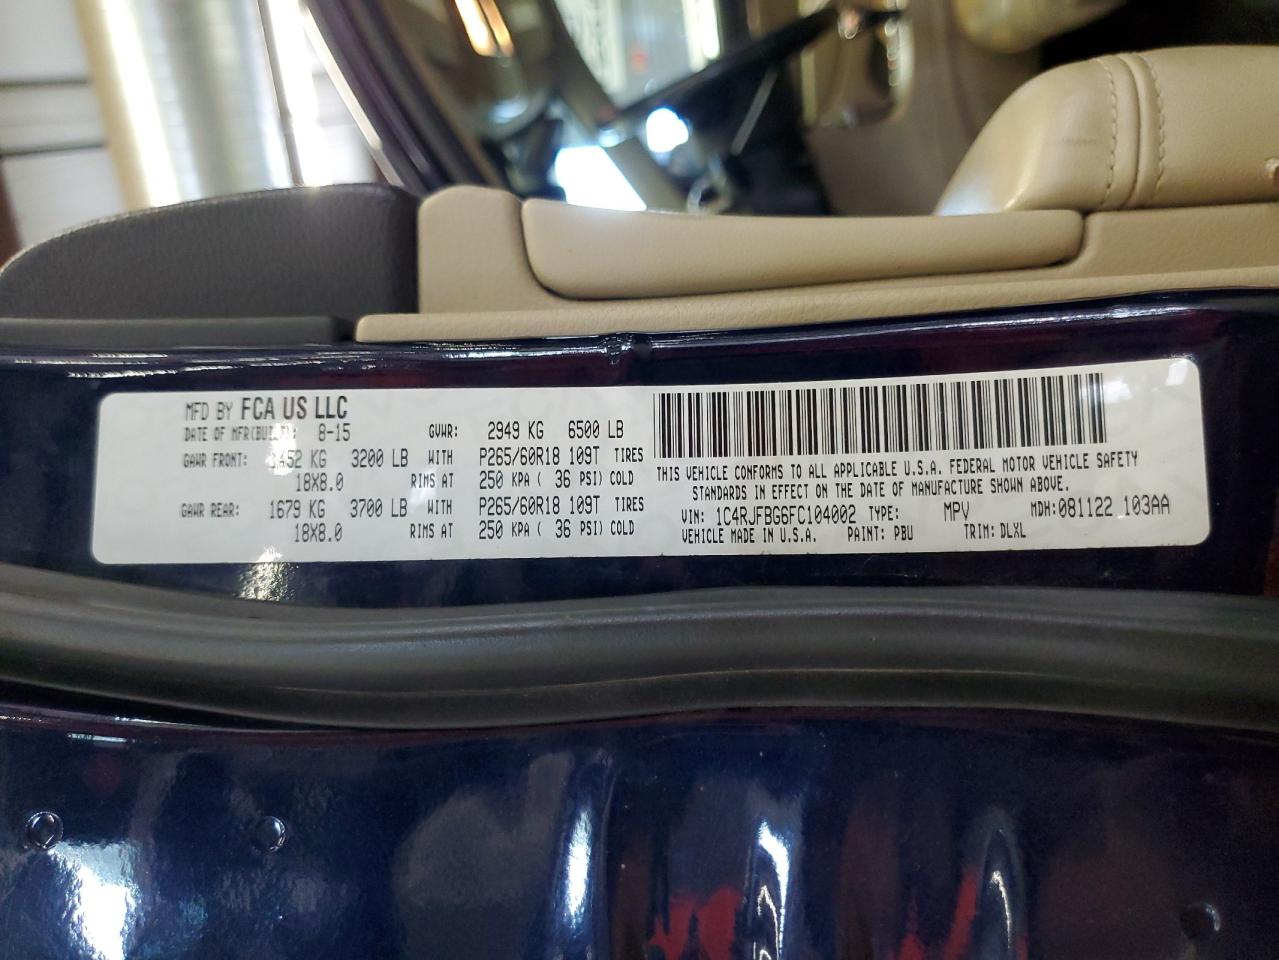 MFD BY FCA US LLC
DATE OF MFR(BUILT): 8-15 GVWR: 2949 KG 6500 LB
GAWR FRONT: 1452 KG 3200 LB WITH P265/60R18 109T TIRES
18X8.0 RIMS AT 250 KPA ( 36 PSI) COLD
GAWR REAR: 1679 KG 3700 LB WITH P265/60R18 109T TIRES
18X8.0 RIMS AT 250 KPA ( 36 PSI) COLD
THIS VEHICLE CONFORMS TO ALL APPLICABLE U.S.A. FEDERAL MOTOR VEHICLE SAFETY
STANDARDS IN EFFECT ON THE DATE OF MANUFACTURE SHOWN ABOVE.
VIN: 1C4RJFBG6FC104002 TYPE: MPV MDH:081122 103AA
VEHICLE MADE IN U.S.A. PAINT: PBU TRIM: DLXL